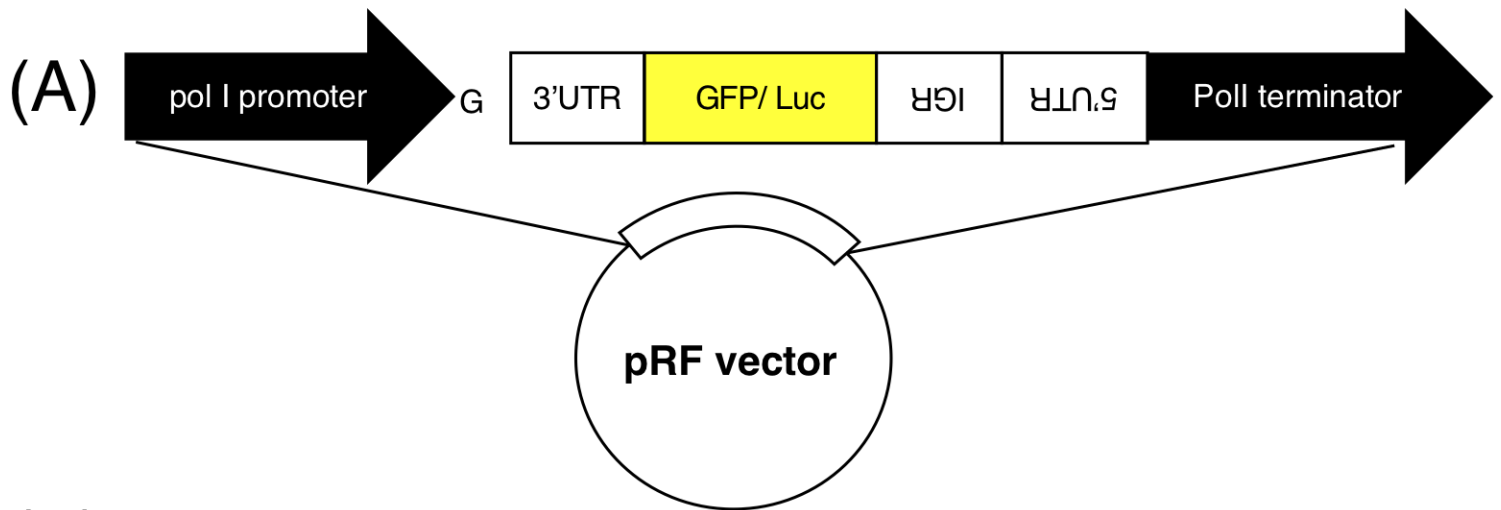 (A)
pol I promoter
G
3'UTR
GFP/ Luc
IGR
5'UTR
PolI terminator
pRF vector